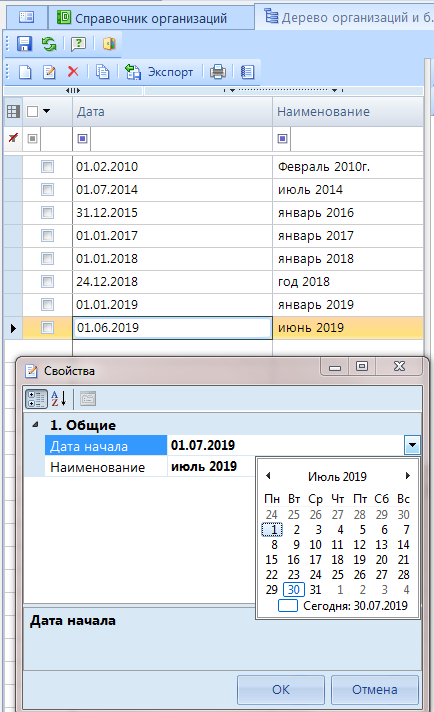 Справочник организаций Дерево организаций и б.
Экспорт
Дата Наименование
01.02.2010 Февраль 2010г.
01.07.2014 июль 2014
31.12.2015 январь 2016
01.01.2017 январь 2017
01.01.2018 январь 2018
24.12.2018 год 2018
01.01.2019 январь 2019
01.06.2019 июнь 2019
Свойства
1. Общие
Дата начала 01.07.2019
Наименование июль 2019
Июль 2019
Пн Вт Ср Чт Пт Сб Вс
24 25 26 27 28 29 30
1 2 3 4 5 6 7
8 9 10 11 12 13 14
15 16 17 18 19 20 21
22 23 24 25 26 27 28
29 30 31 1 2 3 4
Сегодня: 30.07.2019
Дата начала
OK Отмена